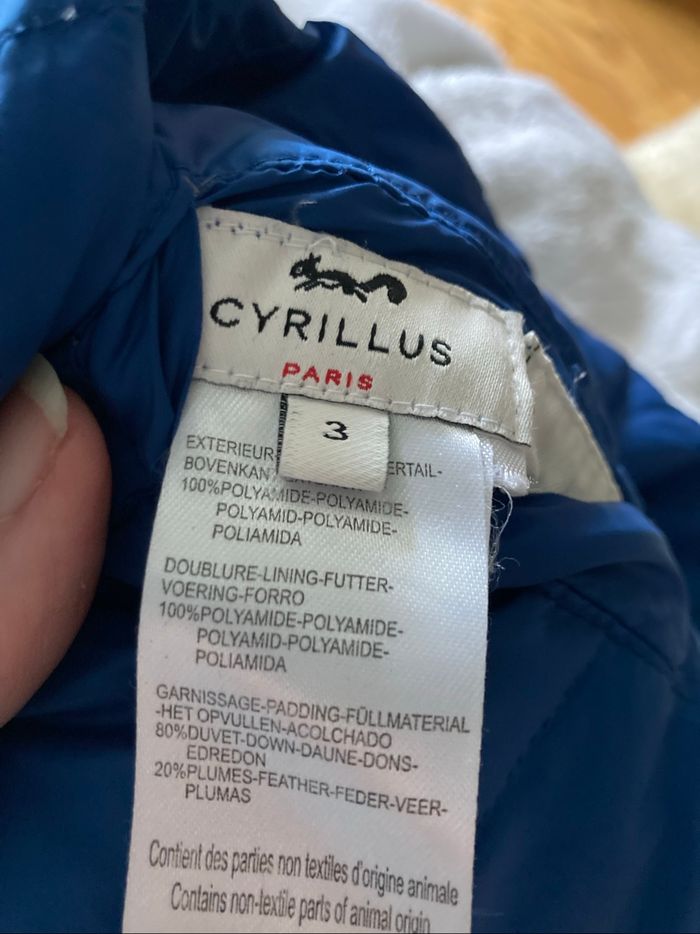 CYRILLUS
PARIS
3
EXTERIEUR
BOVENKAN ERTAIL-
100%POLYAMIDE-POLYAMIDE-
POLYAMID-POLYAMIDE-
POLIAMIDA
DOUBLURE-LINING-FUTTER-
VOERING-FORRO
100%POLYAMIDE-POLYAMIDE-
POLYAMID-POLYAMIDE-
POLIAMIDA
GARNISSAGE-PADDING-FÜLLMATERIAL
-HET OPVULLEN-ACOLCHADO
80%DUVET-DOWN-DAUNE-DONS-
EDREDON
20%PLUMES-FEATHER-FEDER-VEER-
PLUMAS
Contient des parties non textiles d'origine animale
Contains non-textile parts of animal origin